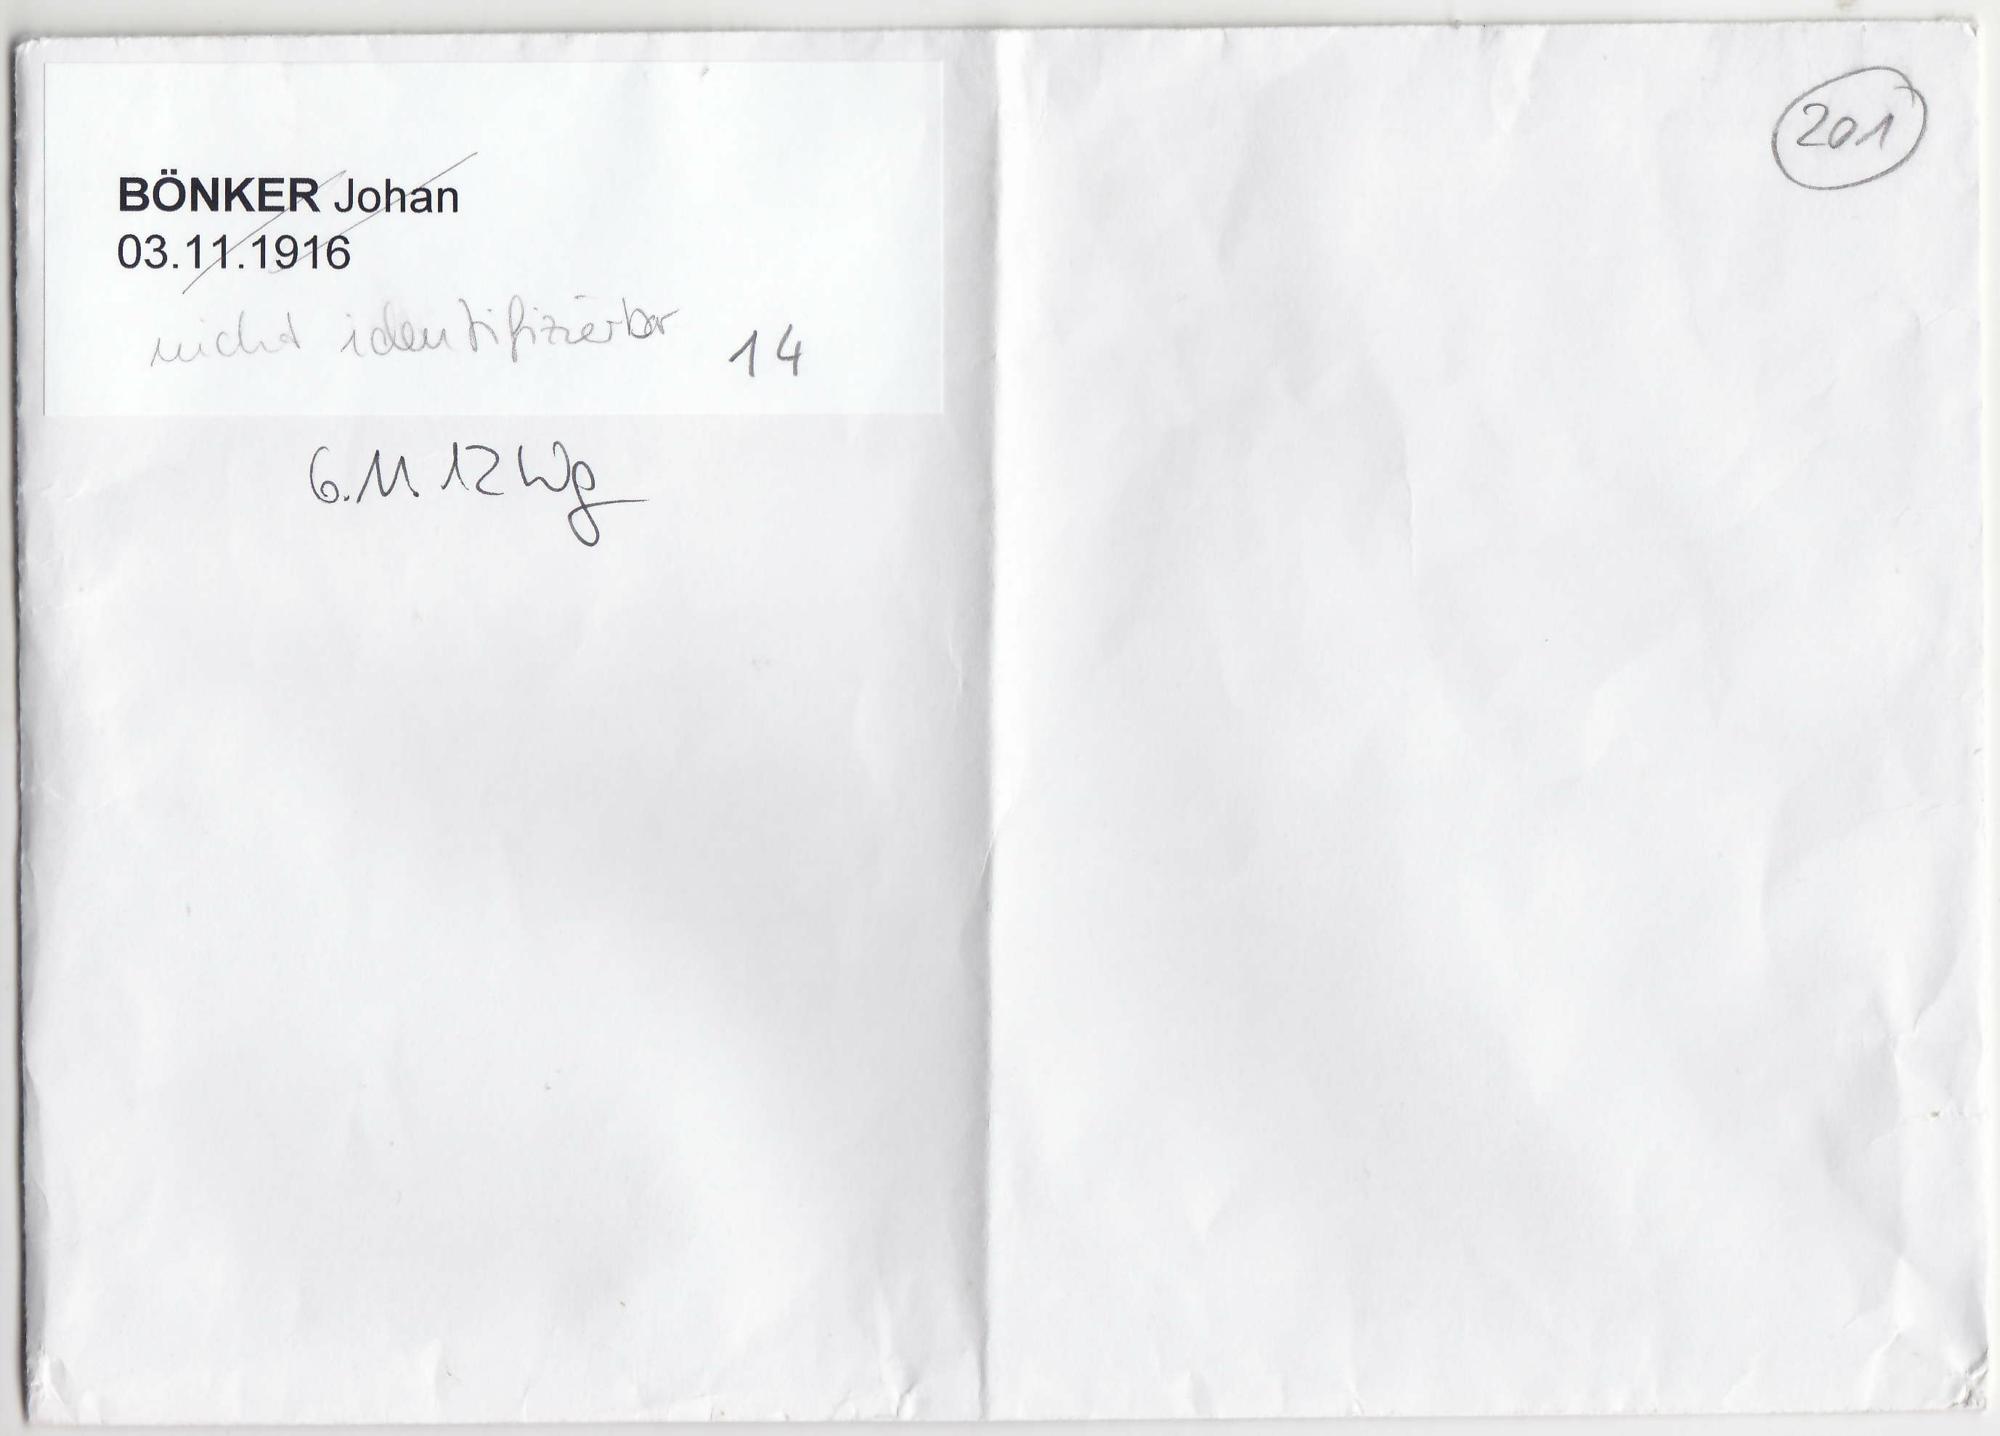 201
BÖNKER Johan
03.11.1916
nicht identifizierbar 14
6.11.12 Wg